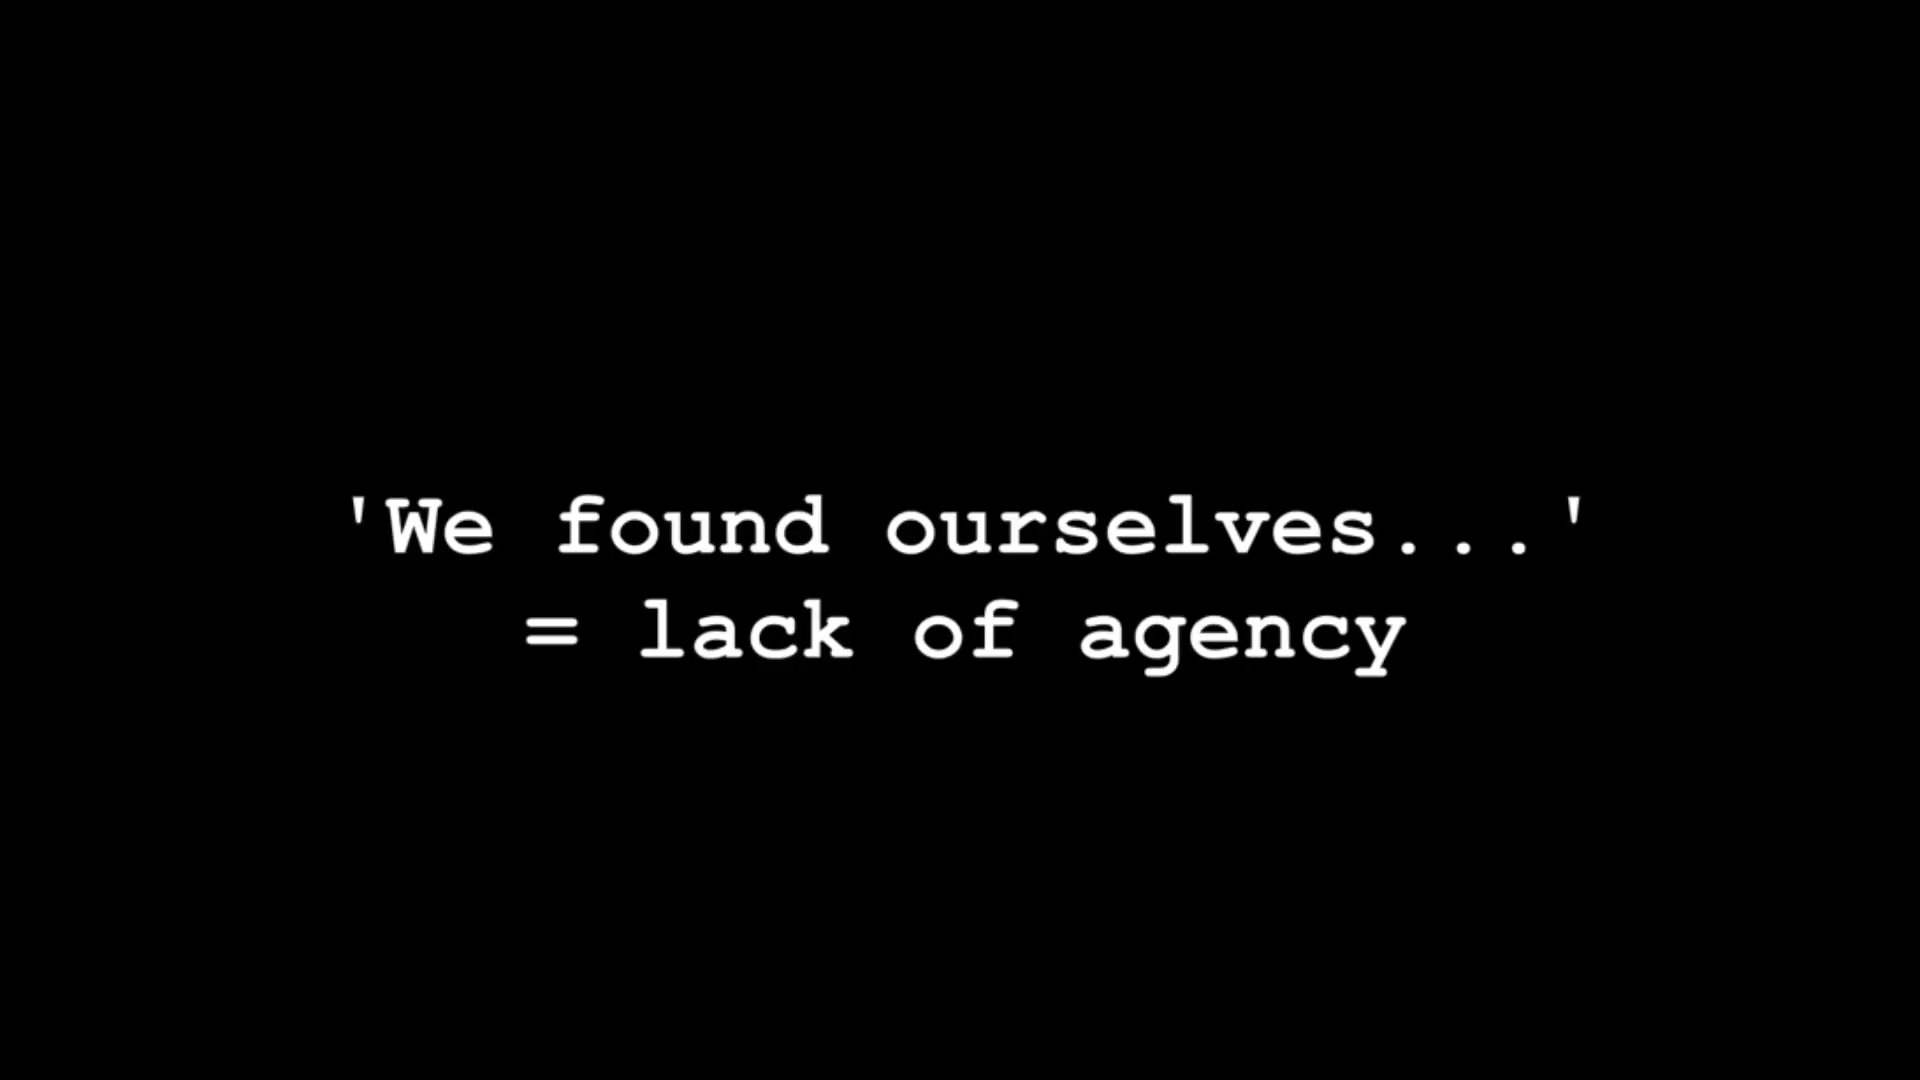 'We found ourselves...'
= lack of agency